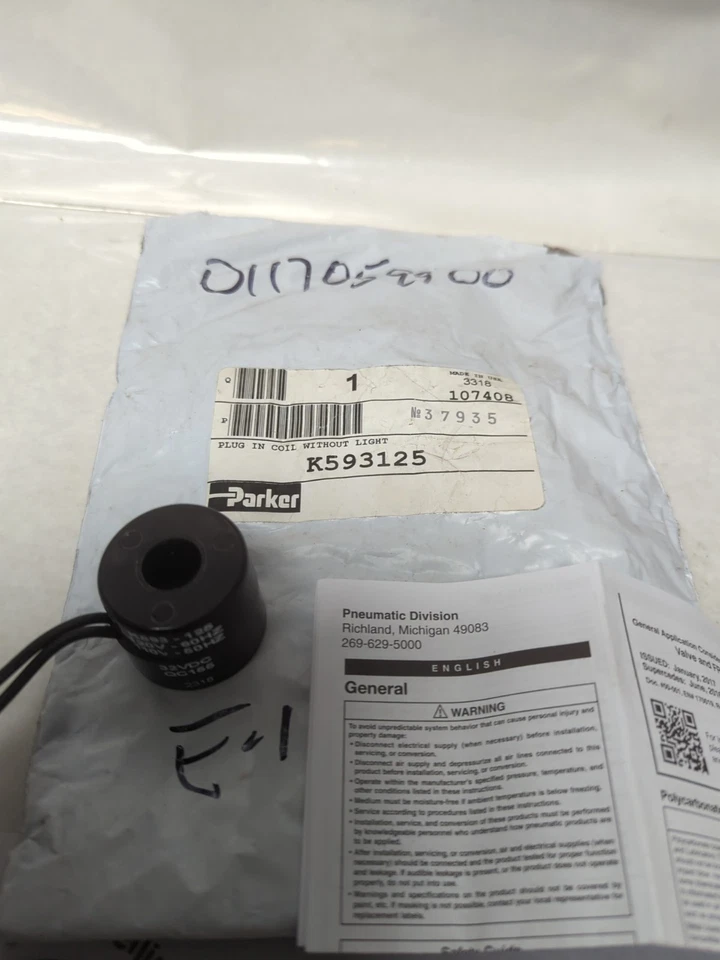 01170599 00
Q
1
MADE IN USA
3318
107408
P
No 37935
PLUG IN COIL WITHOUT LIGHT
K593125
Parker
32VDC
3318
E-1
Pneumatic Division
Richland, Michigan 49083
269-629-5000
ENGLISH
General
WARNING
To avoid unpredictable system behavior that can cause personal injury and
property damage:
• Disconnect electrical supply (when necessary) before installation,
servicing, or conversion.
• Disconnect air supply and depressurize all air lines connected to this
product before installation, servicing, or conversion.
• Operate within the manufacturer's specified pressure, temperature, and
other conditions listed in these instructions.
• Medium must be moisture-free if ambient temperature is below freezing.
• Service according to procedures listed in these instructions.
• Installation, service, and conversion of these products must be performed
by knowledgeable personnel who understand how pneumatic products are
to be applied.
• After installation, servicing, or conversion, air and electrical supplies (when
necessary) should be connected and the product tested for proper function
and leakage. If audible leakage is present, or the product does not operate
properly, do not put into use.
• Warnings and specifications on the product should not be covered by
paint, etc. If masking is not possible, contact your local representative for
replacement labels.
Safety Guide
General Application
Valve and
ISSUED: January, 2017
Supercedes: June,
Polycarbonate